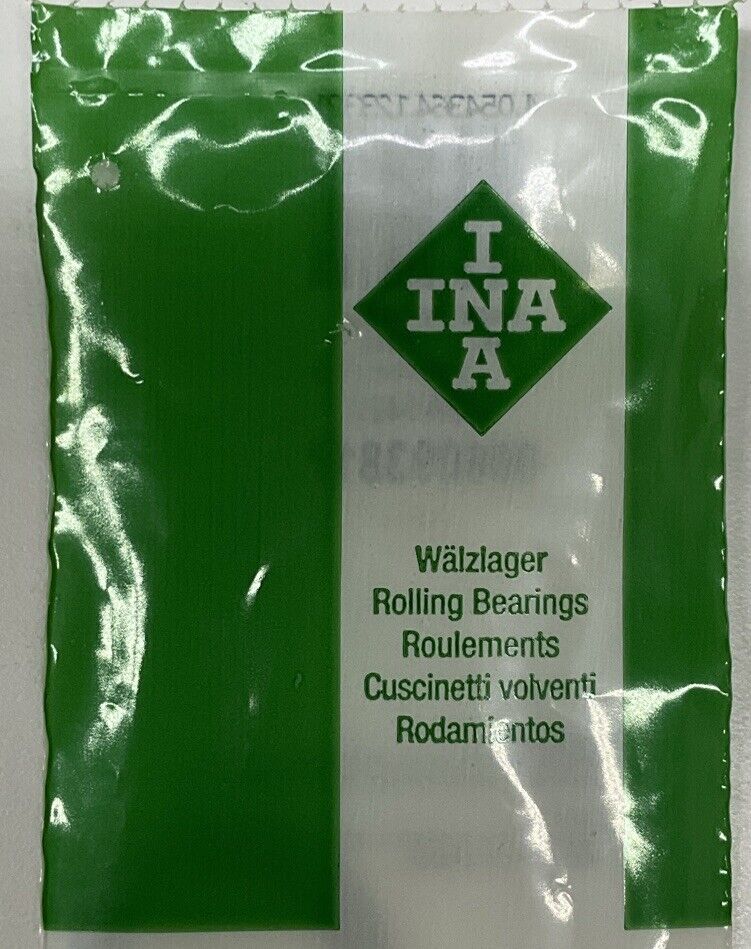 I
INA
A
Wälzlager
Rolling Bearings
Roulements
Cuscinetti volventi
Rodamientos